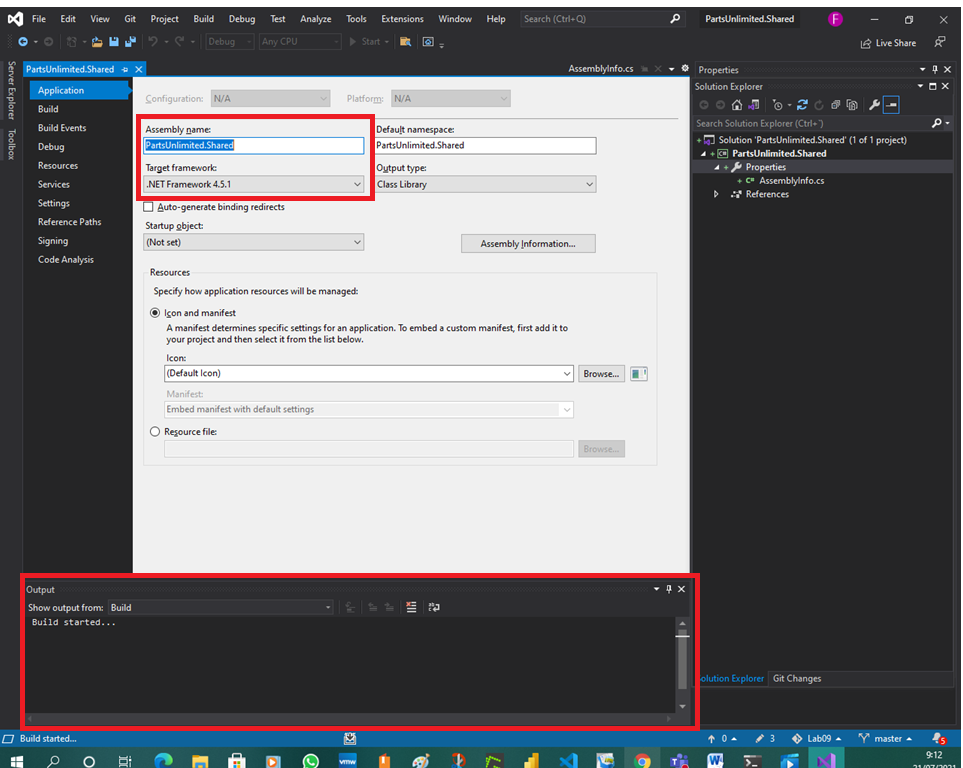 File Edit View Git Project Build Debug Test Analyze Tools Extensions Window Help Search (Ctrl+Q) PartsUnlimited.Shared F
Debug Any CPU Start Live Share
Server Explorer
Toolbox
PartsUnlimited.Shared AssemblyInfo.cs
Application
Build
Build Events
Debug
Resources
Services
Settings
Reference Paths
Signing
Code Analysis
Configuration: N/A Platform: N/A
Assembly name: Default namespace:
PartsUnlimited.Shared PartsUnlimited.Shared
Target framework: Output type:
.NET Framework 4.5.1 Class Library
Auto-generate binding redirects
Startup object:
(Not set) Assembly Information...
Resources
Specify how application resources will be managed:
Icon and manifest
A manifest determines specific settings for an application. To embed a custom manifest, first add it to
your project and then select it from the list below.
Icon:
(Default Icon) Browse...
Manifest:
Embed manifest with default settings
Resource file:
Browse...
Properties
Solution Explorer
Search Solution Explorer (Ctrl+¨)
Solution 'PartsUnlimited.Shared' (1 of 1 project)
PartsUnlimited.Shared
Properties
AssemblyInfo.cs
References
Solution Explorer Git Changes
Output
Show output from: Build
Build started...
Build started... 0 3 Lab09 master 5
vmw
9:12
21/07/2021